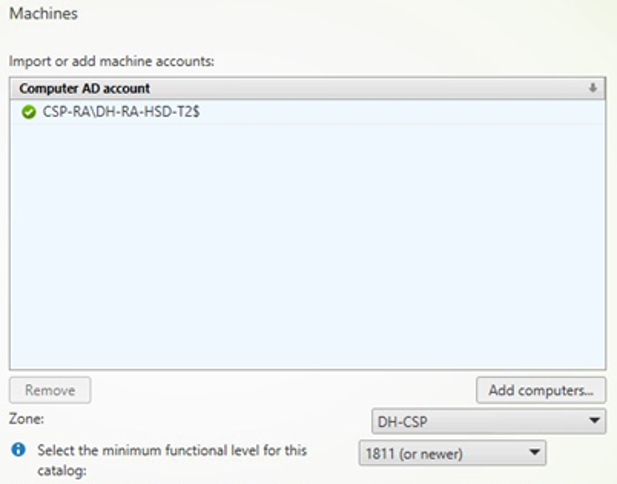 Machines
Import or add machine accounts:
Computer AD account
CSP-RA\DH-RA-HSD-T2$
Remove
Add computers...
Zone:
DH-CSP
Select the minimum functional level for this
catalog:
1811 (or newer)